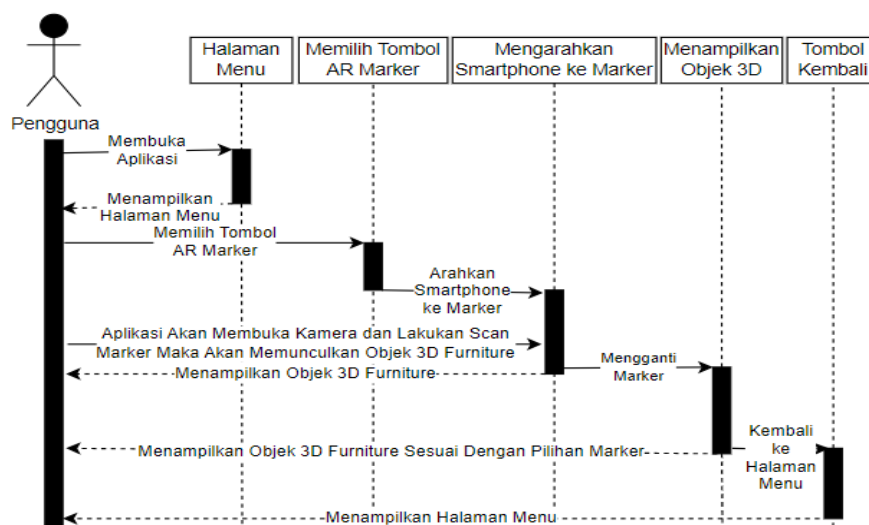 Halaman
Menu
Memilih Tombol
AR Marker
Mengarahkan
Smartphone ke Marker
Menampilkan
Objek 3D
Tombol
Kembali
Pengguna
Membuka
Aplikasi
Menampilkan
Halaman Menu
Memilih Tombol
AR Marker
Arahkan
Smartphone
ke Marker
Aplikasi Akan Membuka Kamera dan Lakukan Scan
Marker Maka Akan Memunculkan Objek 3D Furniture
Menampilkan Objek 3D Furniture
Mengganti
Marker
Menampilkan Objek 3D Furniture Sesuai Dengan Pilihan Marker
Kembali
ke
Halaman
Menu
Menampilkan Halaman Menu